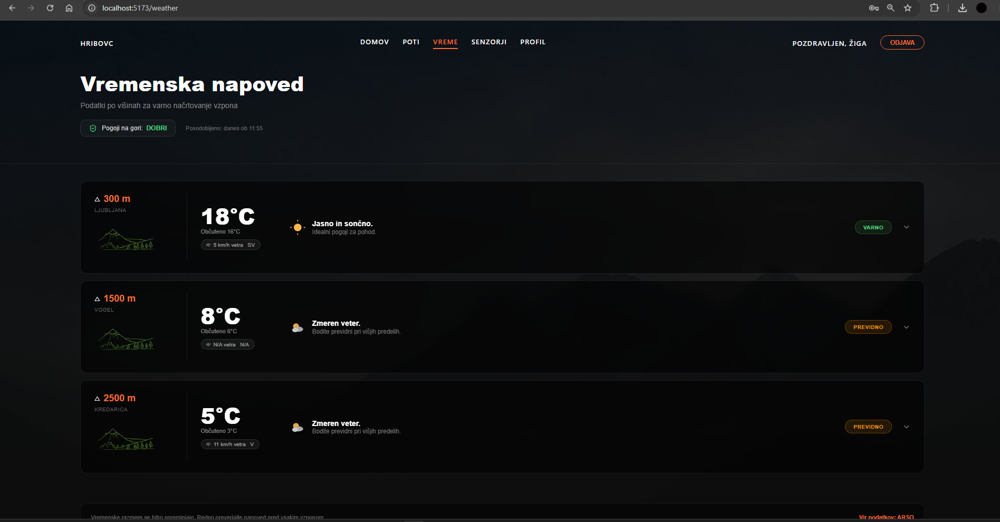 localhost:5173/weather
HRIBOVC
DOMOV POTI VREME SENZORJI PROFIL
POZDRAVLJEN, ŽIGA
ODJAVA
Vremenska napoved
Podatki po višinah za varno načrtovanje vzpona
Pogoji na gori: DOBRI
Posodobljeno: danes ob 11:55
300 m
LJUBLJANA
18°C
Občuteno 16°C
5 km/h vetra SV
Jasno in sončno.
Idealni pogoji za pohod.
VARNO
1500 m
VOGEL
8°C
Občuteno 6°C
N/A vetra N/A
Zmeren veter.
Bodite previdni pri višjih predelih.
PREVIDNO
2500 m
KREDARICA
5°C
Občuteno 3°C
11 km/h vetra V
Zmeren veter.
Bodite previdni pri višjih predelih.
PREVIDNO
Vremenske razmere se hitro spreminjajo. Redno preverjajte napoved pred vsakim vzponom
Vir podatkov: ARSO